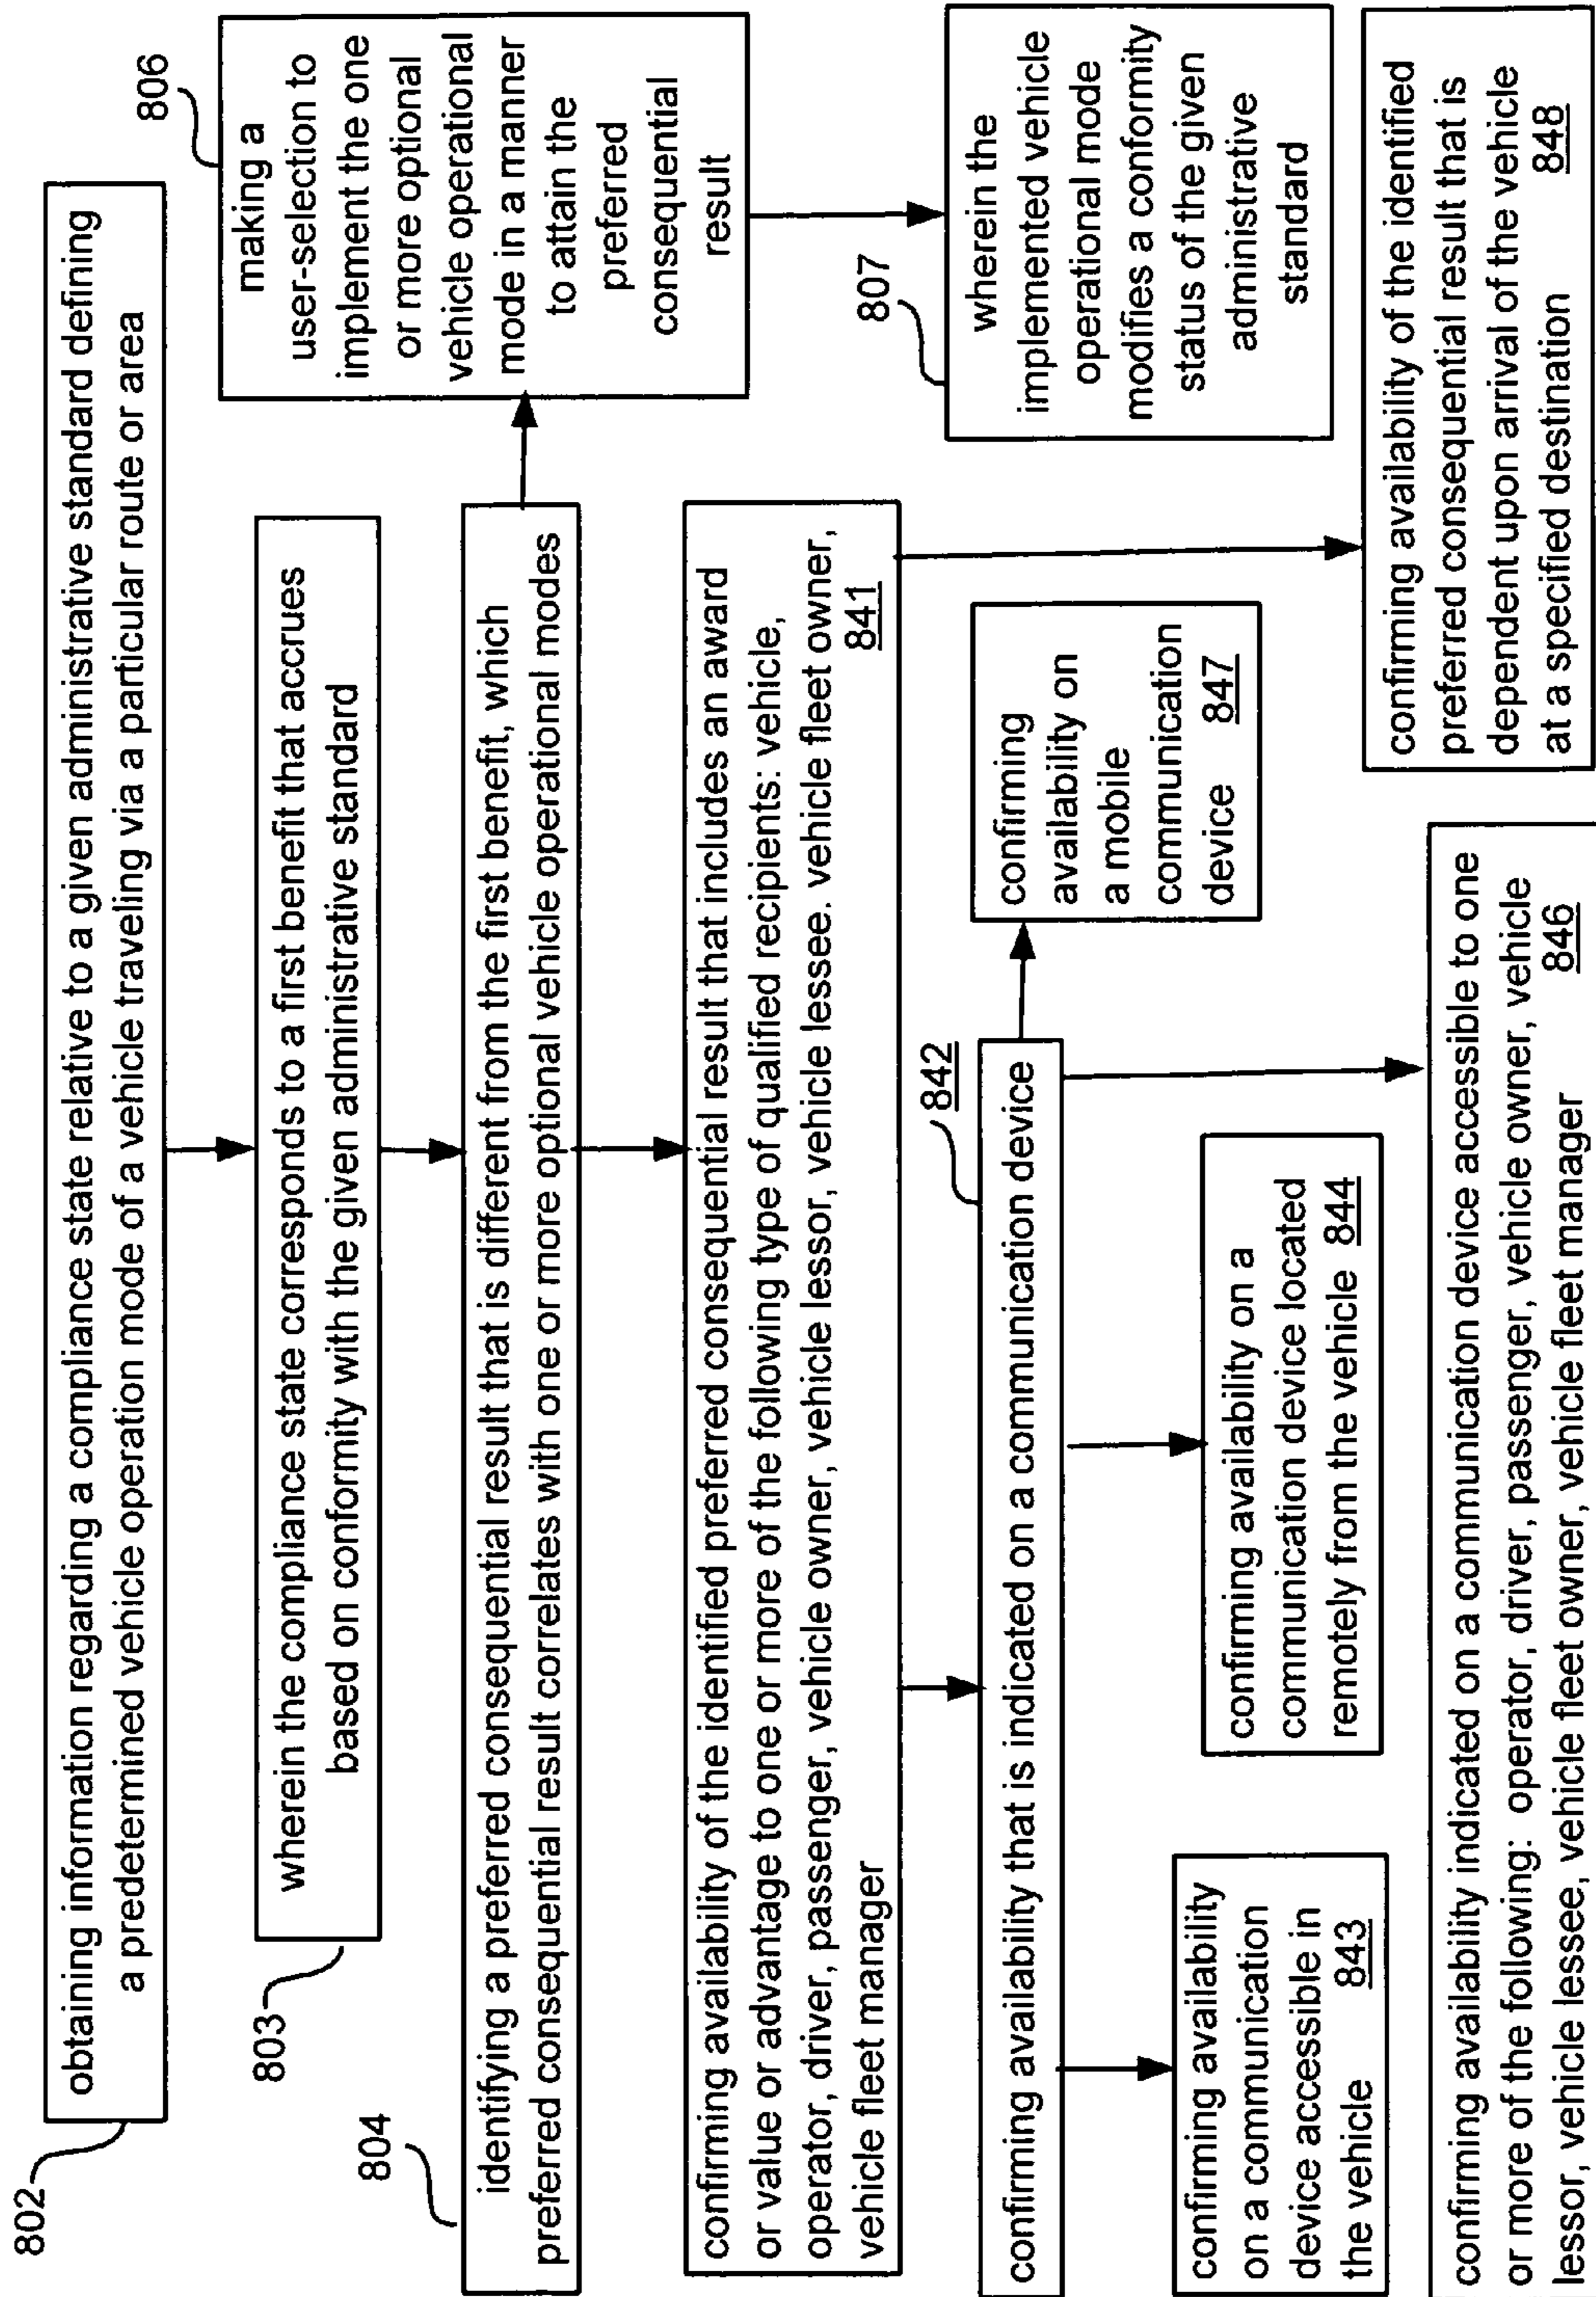 802
obtaining information regarding a compliance state relative to a given administrative standard defining
a predetermined vehicle operation mode of a vehicle traveling via a particular route or area
803
wherein the compliance state corresponds to a first benefit that accrues
based on conformity with the given administrative standard
804
identifying a preferred consequential result that is different from the first benefit, which
preferred consequential result correlates with one or more optional vehicle operational modes
806
making a
user-selection to
implement the one
or more optional
vehicle operational
mode in a manner
to attain the
preferred
consequential
result
807
wherein the
implemented vehicle
operational mode
modifies a conformity
status of the given
administrative
standard
confirming availability of the identified preferred consequential result that includes an award
or value or advantage to one or more of the following type of qualified recipients: vehicle,
operator, driver, passenger, vehicle owner, vehicle lessor, vehicle lessee. vehicle fleet owner,
vehicle fleet manager 841
842
confirming availability that is indicated on a communication device
confirming availability
on a communication
device accessible in
the vehicle 843
confirming availability on a
communication device located
remotely from the vehicle 844
confirming
availability on
a mobile
communication
device 847
confirming availability of the identified
preferred consequential result that is
dependent upon arrival of the vehicle
at a specified destination 848
confirming availability indicated on a communication device accessible to one
or more of the following: operator, driver, passenger, vehicle owner, vehicle
lessor, vehicle lessee, vehicle fleet owner, vehicle fleet manager 846